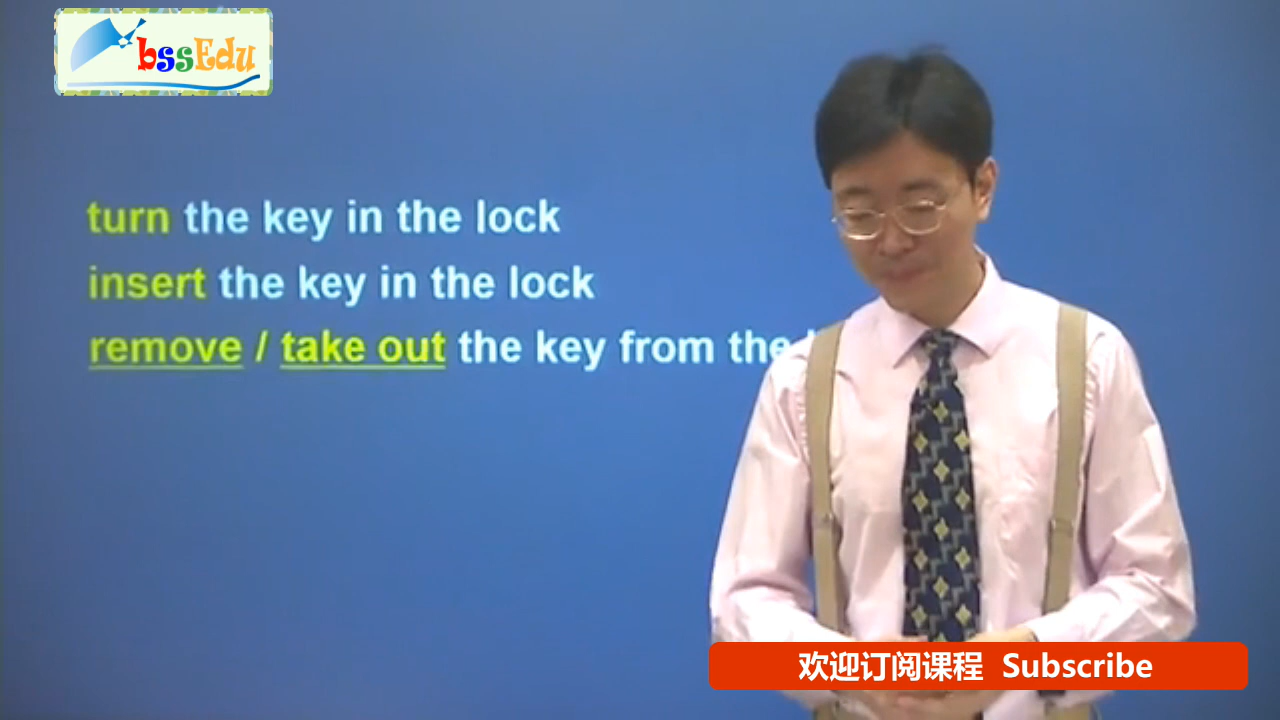 bssEdu
turn the key in the lock
insert the key in the lock
remove / take out the key from the
欢迎订阅课程 Subscribe